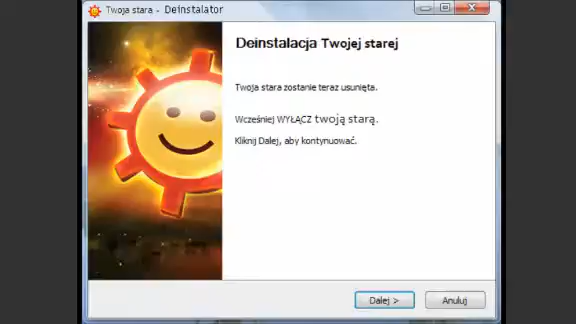 Twoja stara - Deinstalator
Deinstalacja Twojej starej
Twoja stara zostanie teraz usunięta.
Wcześniej WYŁĄCZ twoją starą.
Kliknij Dalej, aby kontynuować.
Dalej >
Anuluj